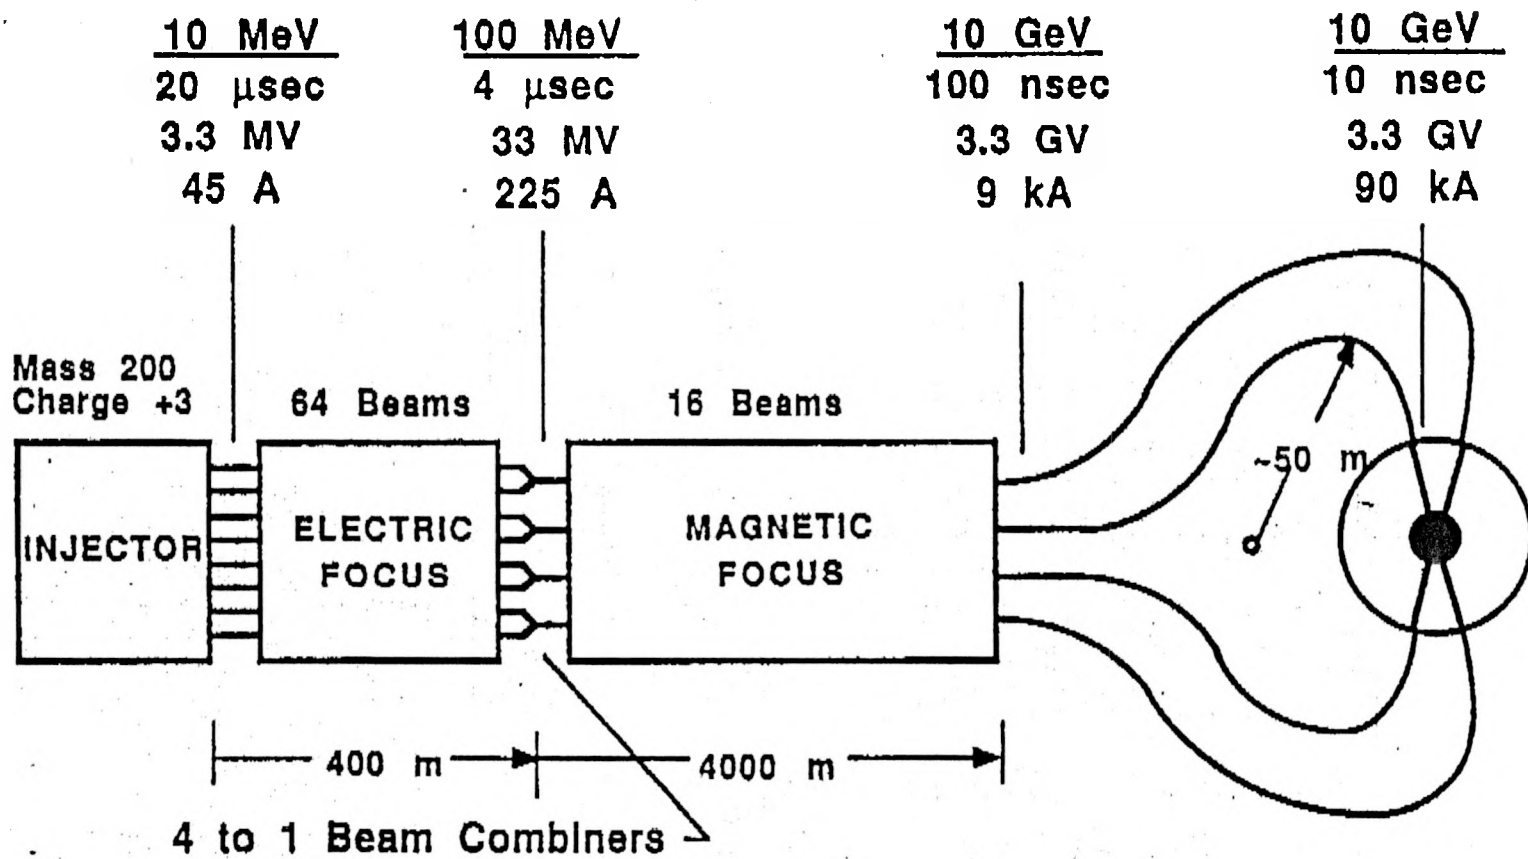 10 MeV
20 μsec
3.3 MV
45 A
100 MeV
4 μsec
33 MV
225 A
10 GeV
100 nsec
3.3 GV
9 kA
10 GeV
10 nsec
3.3 GV
90 kA
Mass 200
Charge +3
64 Beams
16 Beams
INJECTOR
ELECTRIC
FOCUS
MAGNETIC
FOCUS
~50 m
400 m
4000 m
4 to 1 Beam Combiners